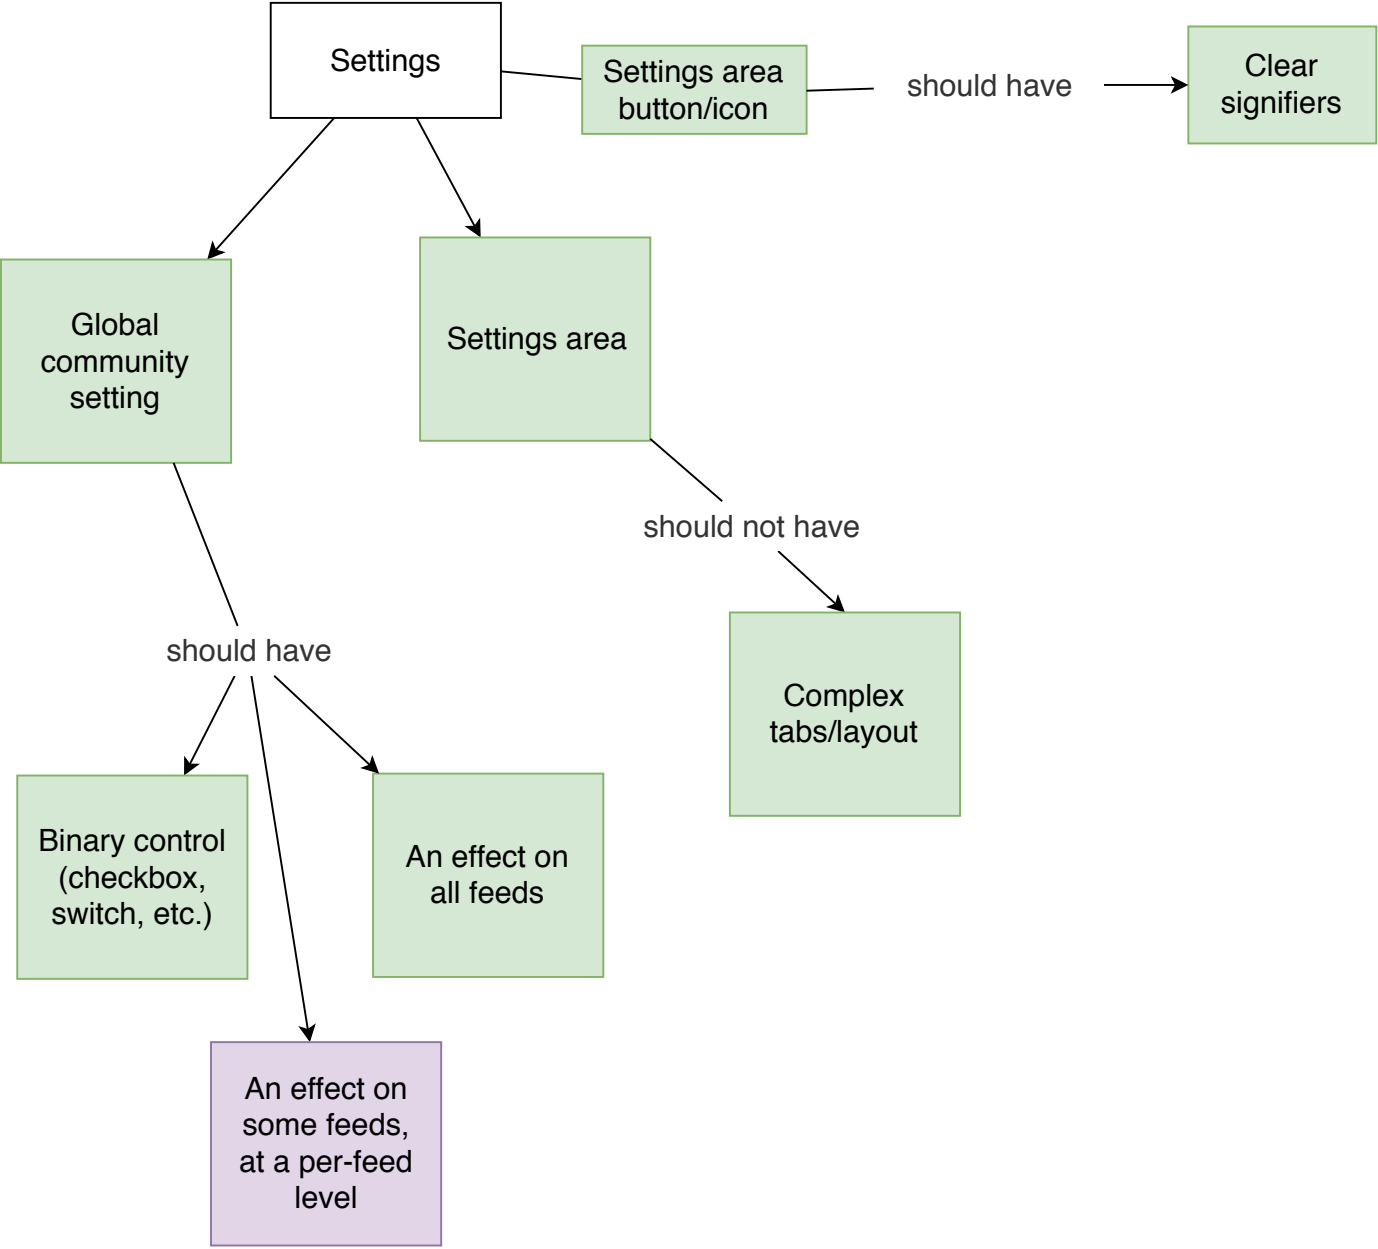 Settings
Settings area
button/icon
should have
Clear
signifiers
Global
community
setting
Settings area
should not have
should have
Complex
tabs/layout
Binary control
(checkbox,
switch, etc.)
An effect on
all feeds
An effect on
some feeds,
at a per-feed
level